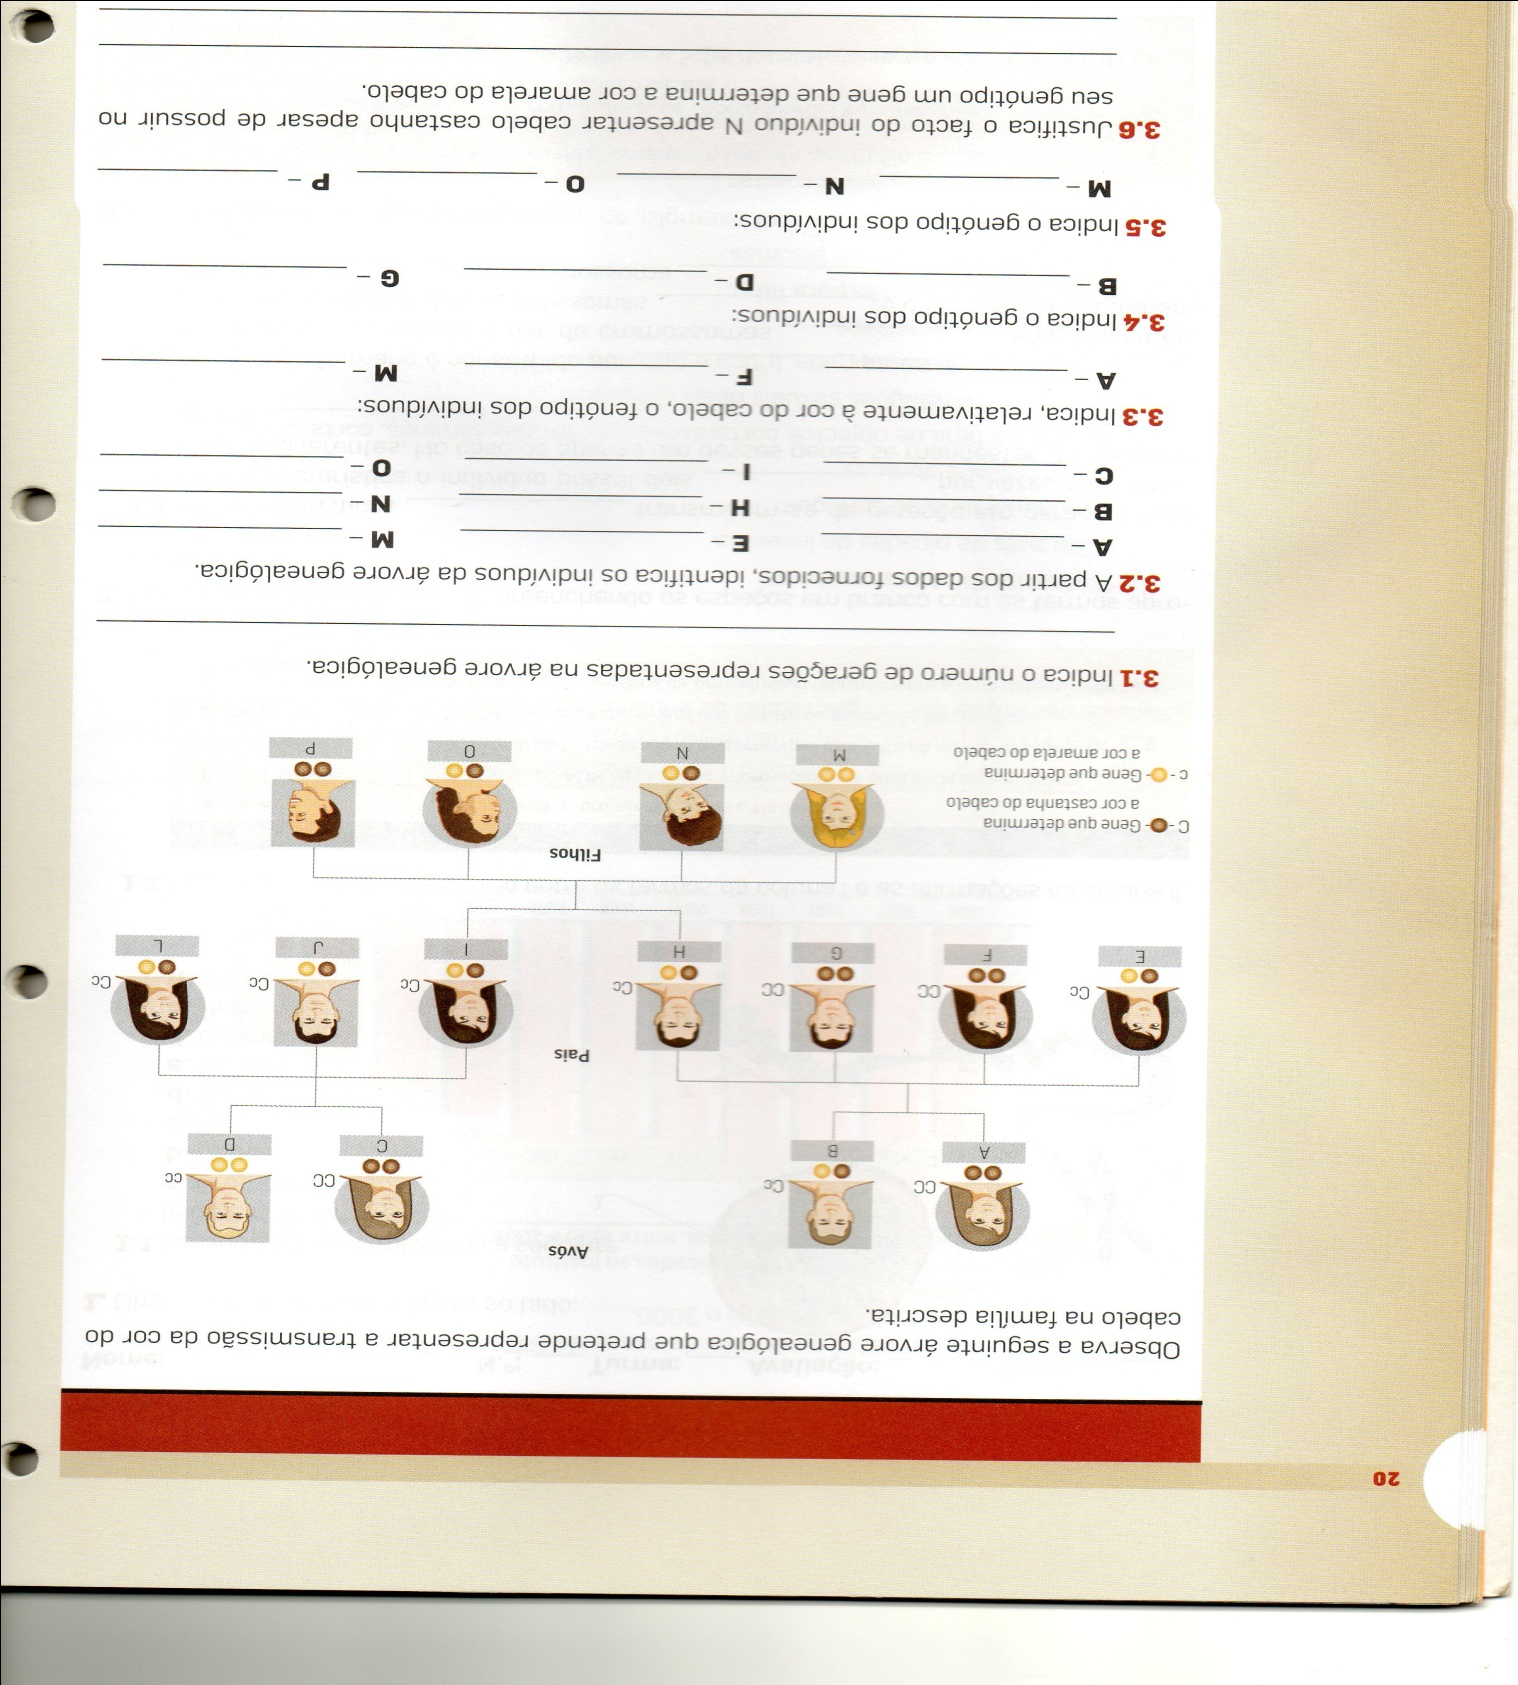 20
Observa a seguinte árvore genealógica que pretende representar a transmissão da cor do
cabelo na família descrita.
Avós
CC Cc CC cc
A B C D
Pais
Cc CC CC Cc Cc Cc Cc
E F G H I J L
Filhos
C - Gene que determina
a cor castanha do cabelo
c - Gene que determina
a cor amarela do cabelo
M N O P
3.1 Indica o número de gerações representadas na árvore genealógica.
3.2 A partir dos dados fornecidos, identifica os indivíduos da árvore genealógica.
A – E – M –
B – H – N –
C – I – O –
3.3 Indica, relativamente à cor do cabelo, o fenótipo dos indivíduos:
A – F – M –
3.4 Indica o genótipo dos indivíduos:
B – D – G –
3.5 Indica o genótipo dos indivíduos:
M – N – O – P –
3.6 Justifica o facto do indivíduo N apresentar cabelo castanho apesar de possuir no
seu genótipo um gene que determina a cor amarela do cabelo.